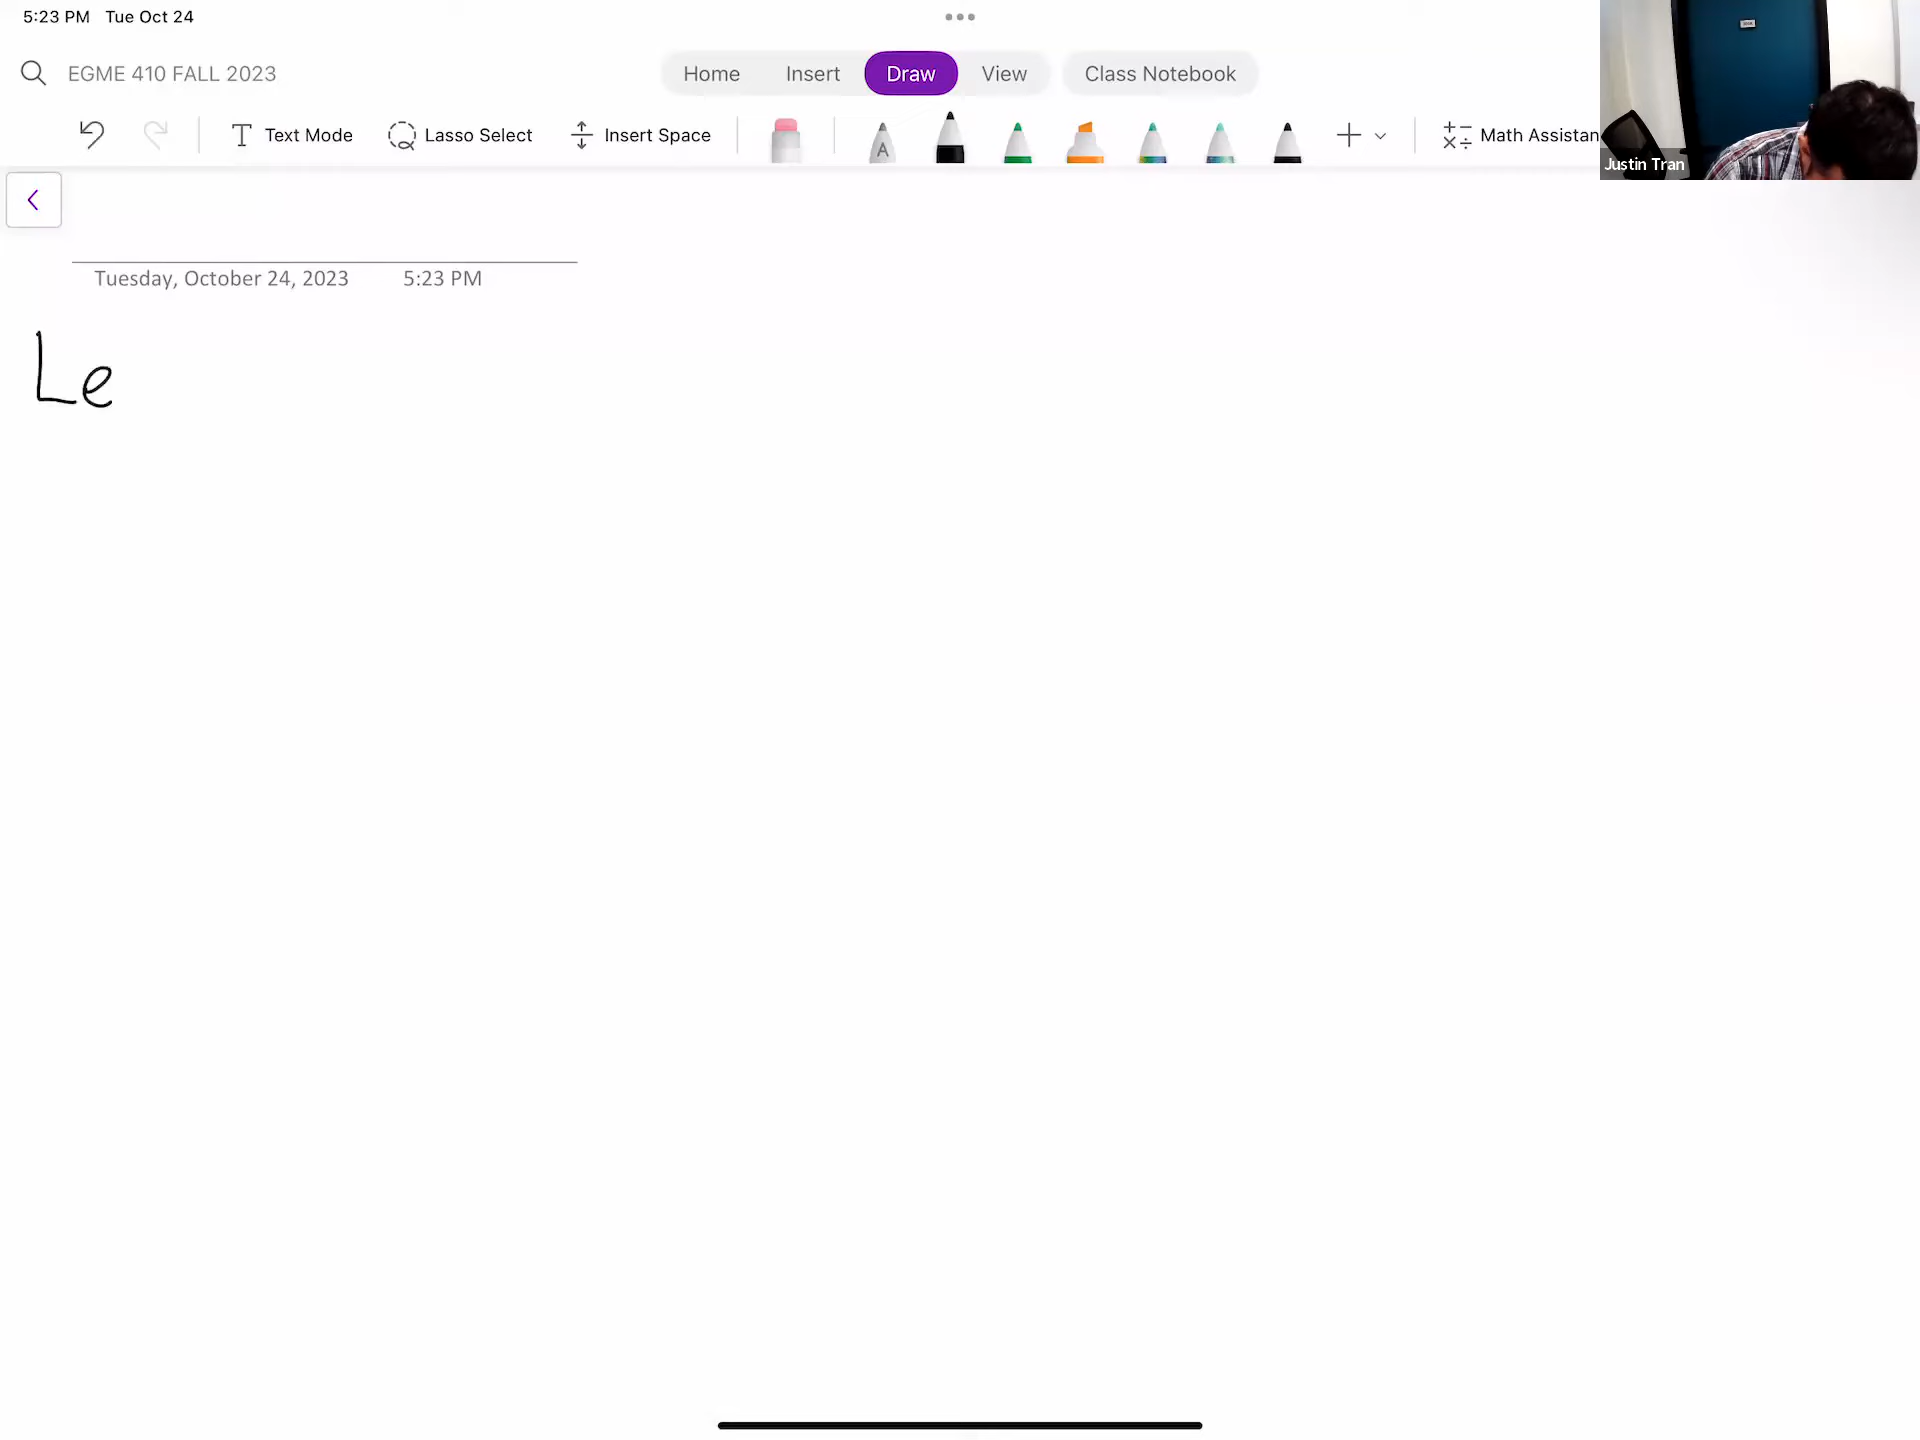 5:23 PM Tue Oct 24
EGME 410 FALL 2023
Home Insert Draw View Class Notebook
Text Mode Lasso Select Insert Space A Math Assistan
Justin Tran
Tuesday, October 24, 2023 5:23 PM
Le